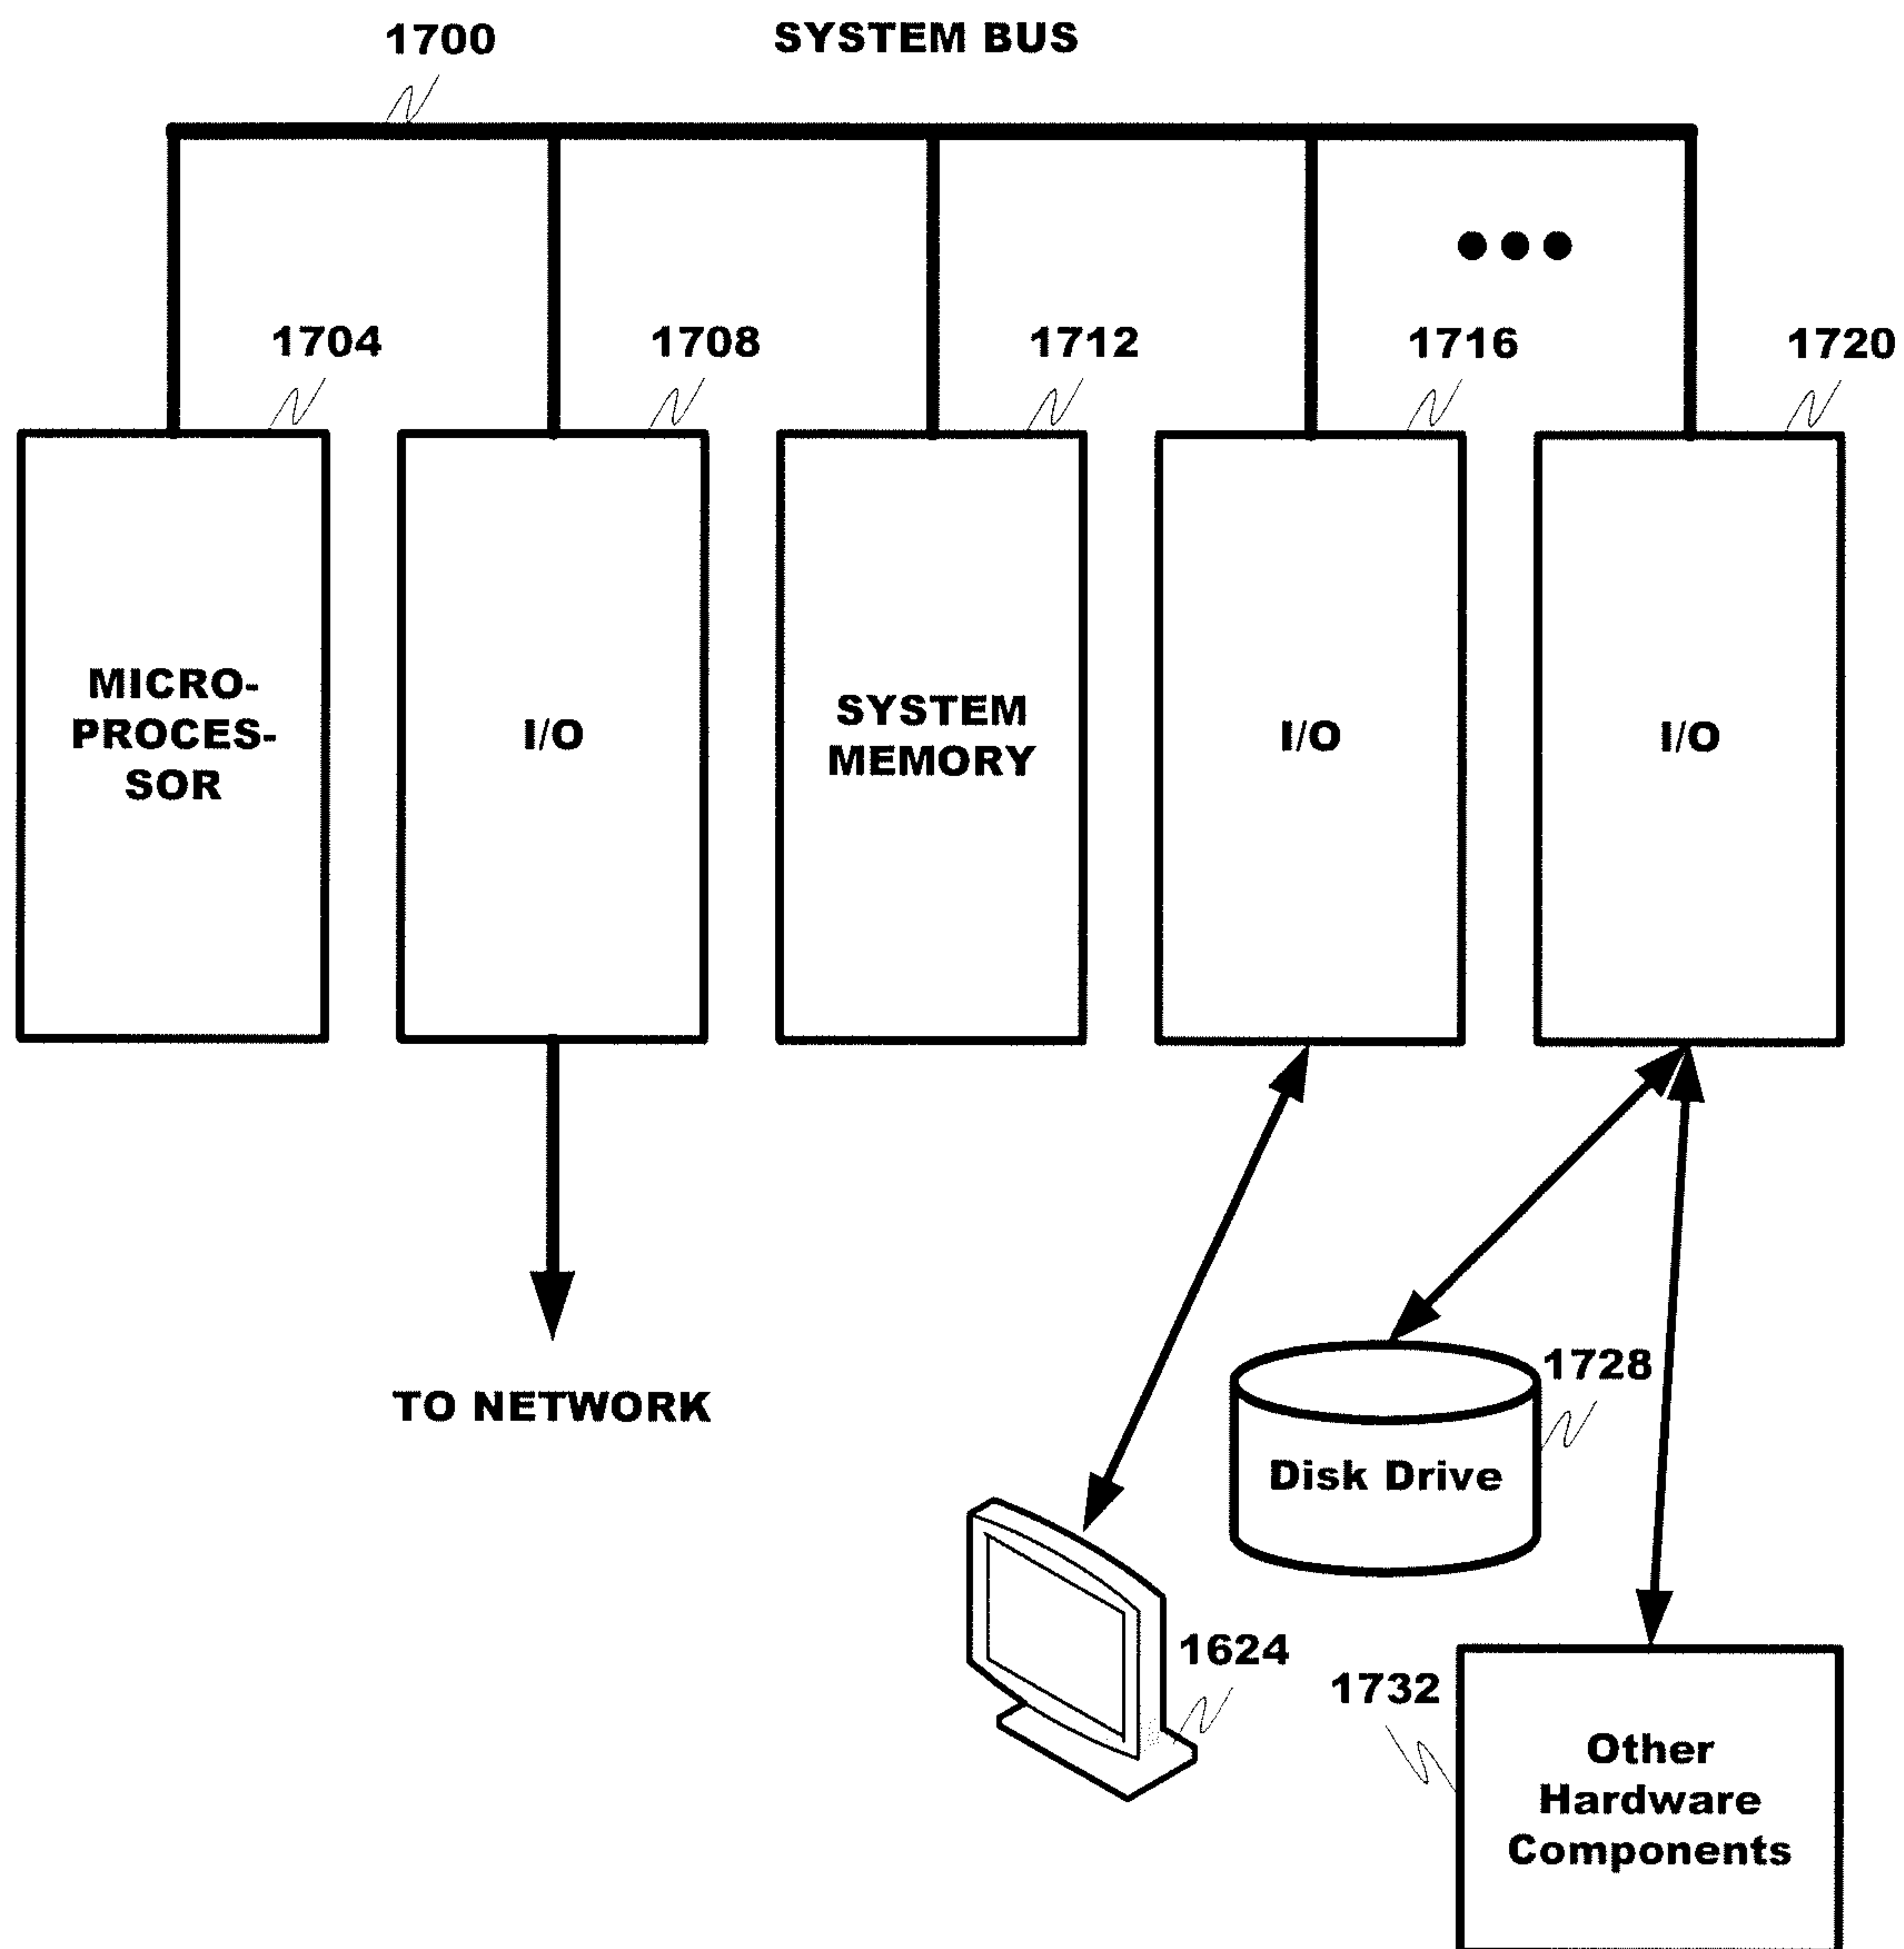 1700
SYSTEM BUS
1704
1708
1712
1716
1720
MICRO-
PROCES-
SOR
I/O
SYSTEM
MEMORY
I/O
I/O
TO NETWORK
1728
Disk Drive
1624
1732
Other
Hardware
Components